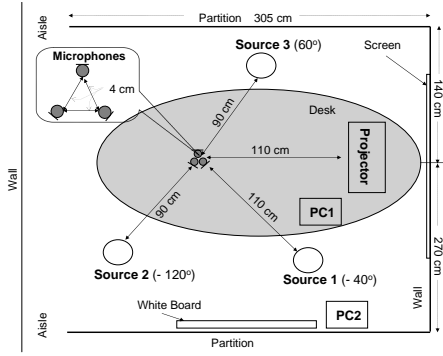 Partition 305 cm
Aisle
Source 3 (60°)
Microphones
Screen
4 cm
140 cm
90 cm
Desk
Projector
110 cm
Wall
90 cm
110 cm
PC1
270 cm
Source 2 (- 120°)
Source 1 (- 40°)
Wall
White Board
PC2
Aisle
Partition